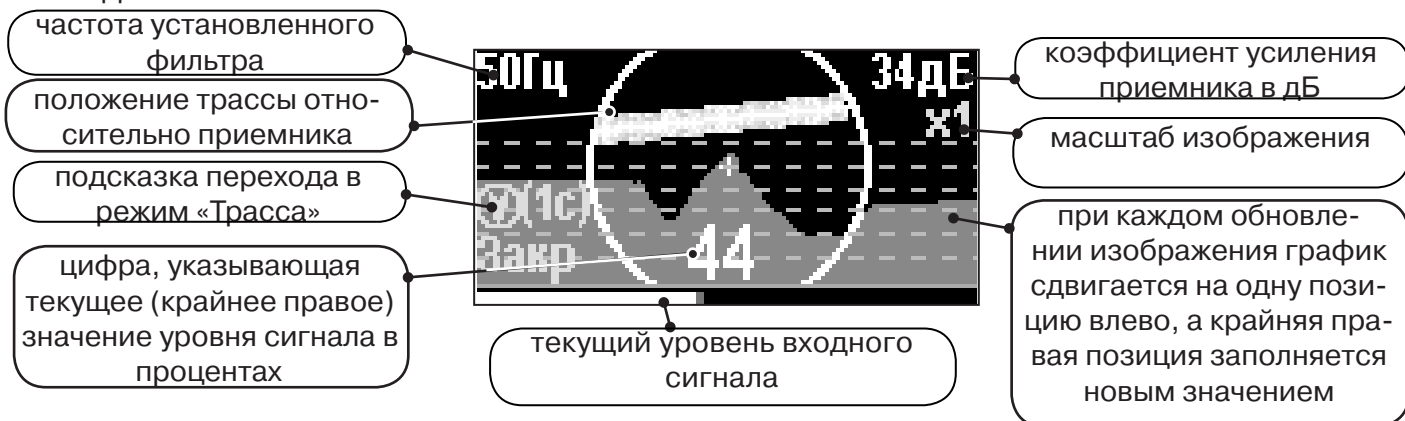 частота установленного
фильтра
положение трассы отно-
сительно приемника
подсказка перехода в
режим «Трасса»
цифра, указывающая
текущее (крайнее правое)
значение уровня сигнала в
процентах
50Гц
34дБ
x1
(1с)
Закр
44
текущий уровень входного
сигнала
коэффициент усиления
приемника в дБ
масштаб изображения
при каждом обновле-
нии изображения график
сдвигается на одну пози-
цию влево, а крайняя пра-
вая позиция заполняется
новым значением